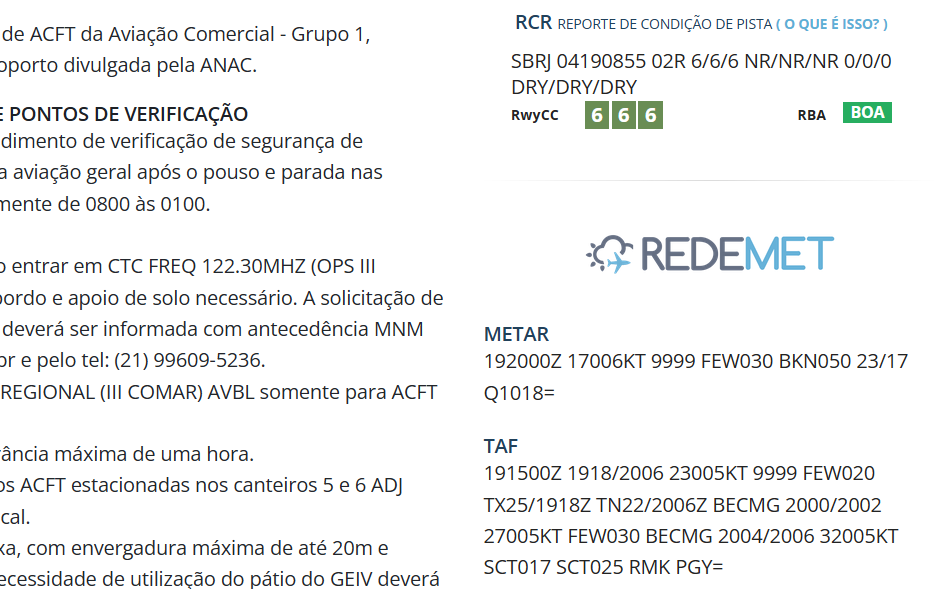 de ACFT da Aviação Comercial - Grupo 1,
oporto divulgada pela ANAC.
E PONTOS DE VERIFICAÇÃO
dimento de verificação de segurança de
a aviação geral após o pouso e parada nas
mente de 0800 às 0100.
o entrar em CTC FREQ 122.30MHZ (OPS III
bordo e apoio de solo necessário. A solicitação de
deverá ser informada com antecedência MNM
br e pelo tel: (21) 99609-5236.
REGIONAL (III COMAR) AVBL somente para ACFT
rância máxima de uma hora.
os ACFT estacionadas nos canteiros 5 e 6 ADJ
cal.
xa, com envergadura máxima de até 20m e
ecessidade de utilização do pátio do GEIV deverá
RCR REPORTE DE CONDIÇÃO DE PISTA ( O QUE É ISSO? )
SBRJ 04190855 02R 6/6/6 NR/NR/NR 0/0/0
DRY/DRY/DRY
RwyCC 6 6 6 RBA BOA
REDEMET
METAR
192000Z 17006KT 9999 FEW030 BKN050 23/17
Q1018=
TAF
191500Z 1918/2006 23005KT 9999 FEW020
TX25/1918Z TN22/2006Z BECMG 2000/2002
27005KT FEW030 BECMG 2004/2006 32005KT
SCT017 SCT025 RMK PGY=